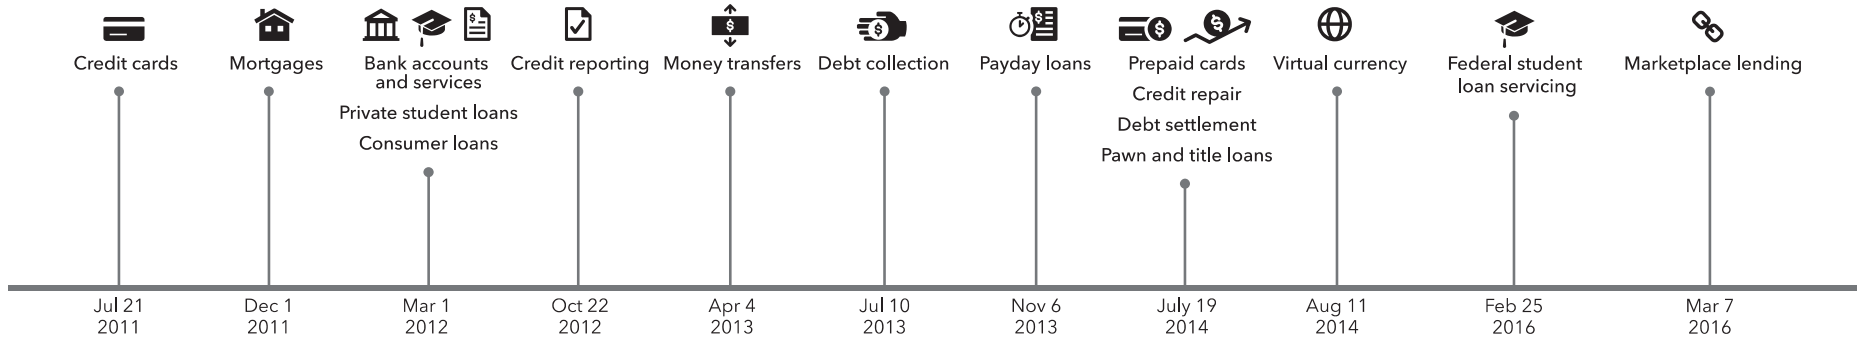 Credit cards
Jul 21
2011
Mortgages
Dec 1
2011
Bank accounts
and services
Private student loans
Consumer loans
Mar 1
2012
Credit reporting
Oct 22
2012
Money transfers
Apr 4
2013
Debt collection
Jul 10
2013
Payday loans
Nov 6
2013
Prepaid cards
Credit repair
Debt settlement
Pawn and title loans
July 19
2014
Virtual currency
Aug 11
2014
Federal student
loan servicing
Feb 25
2016
Marketplace lending
Mar 7
2016